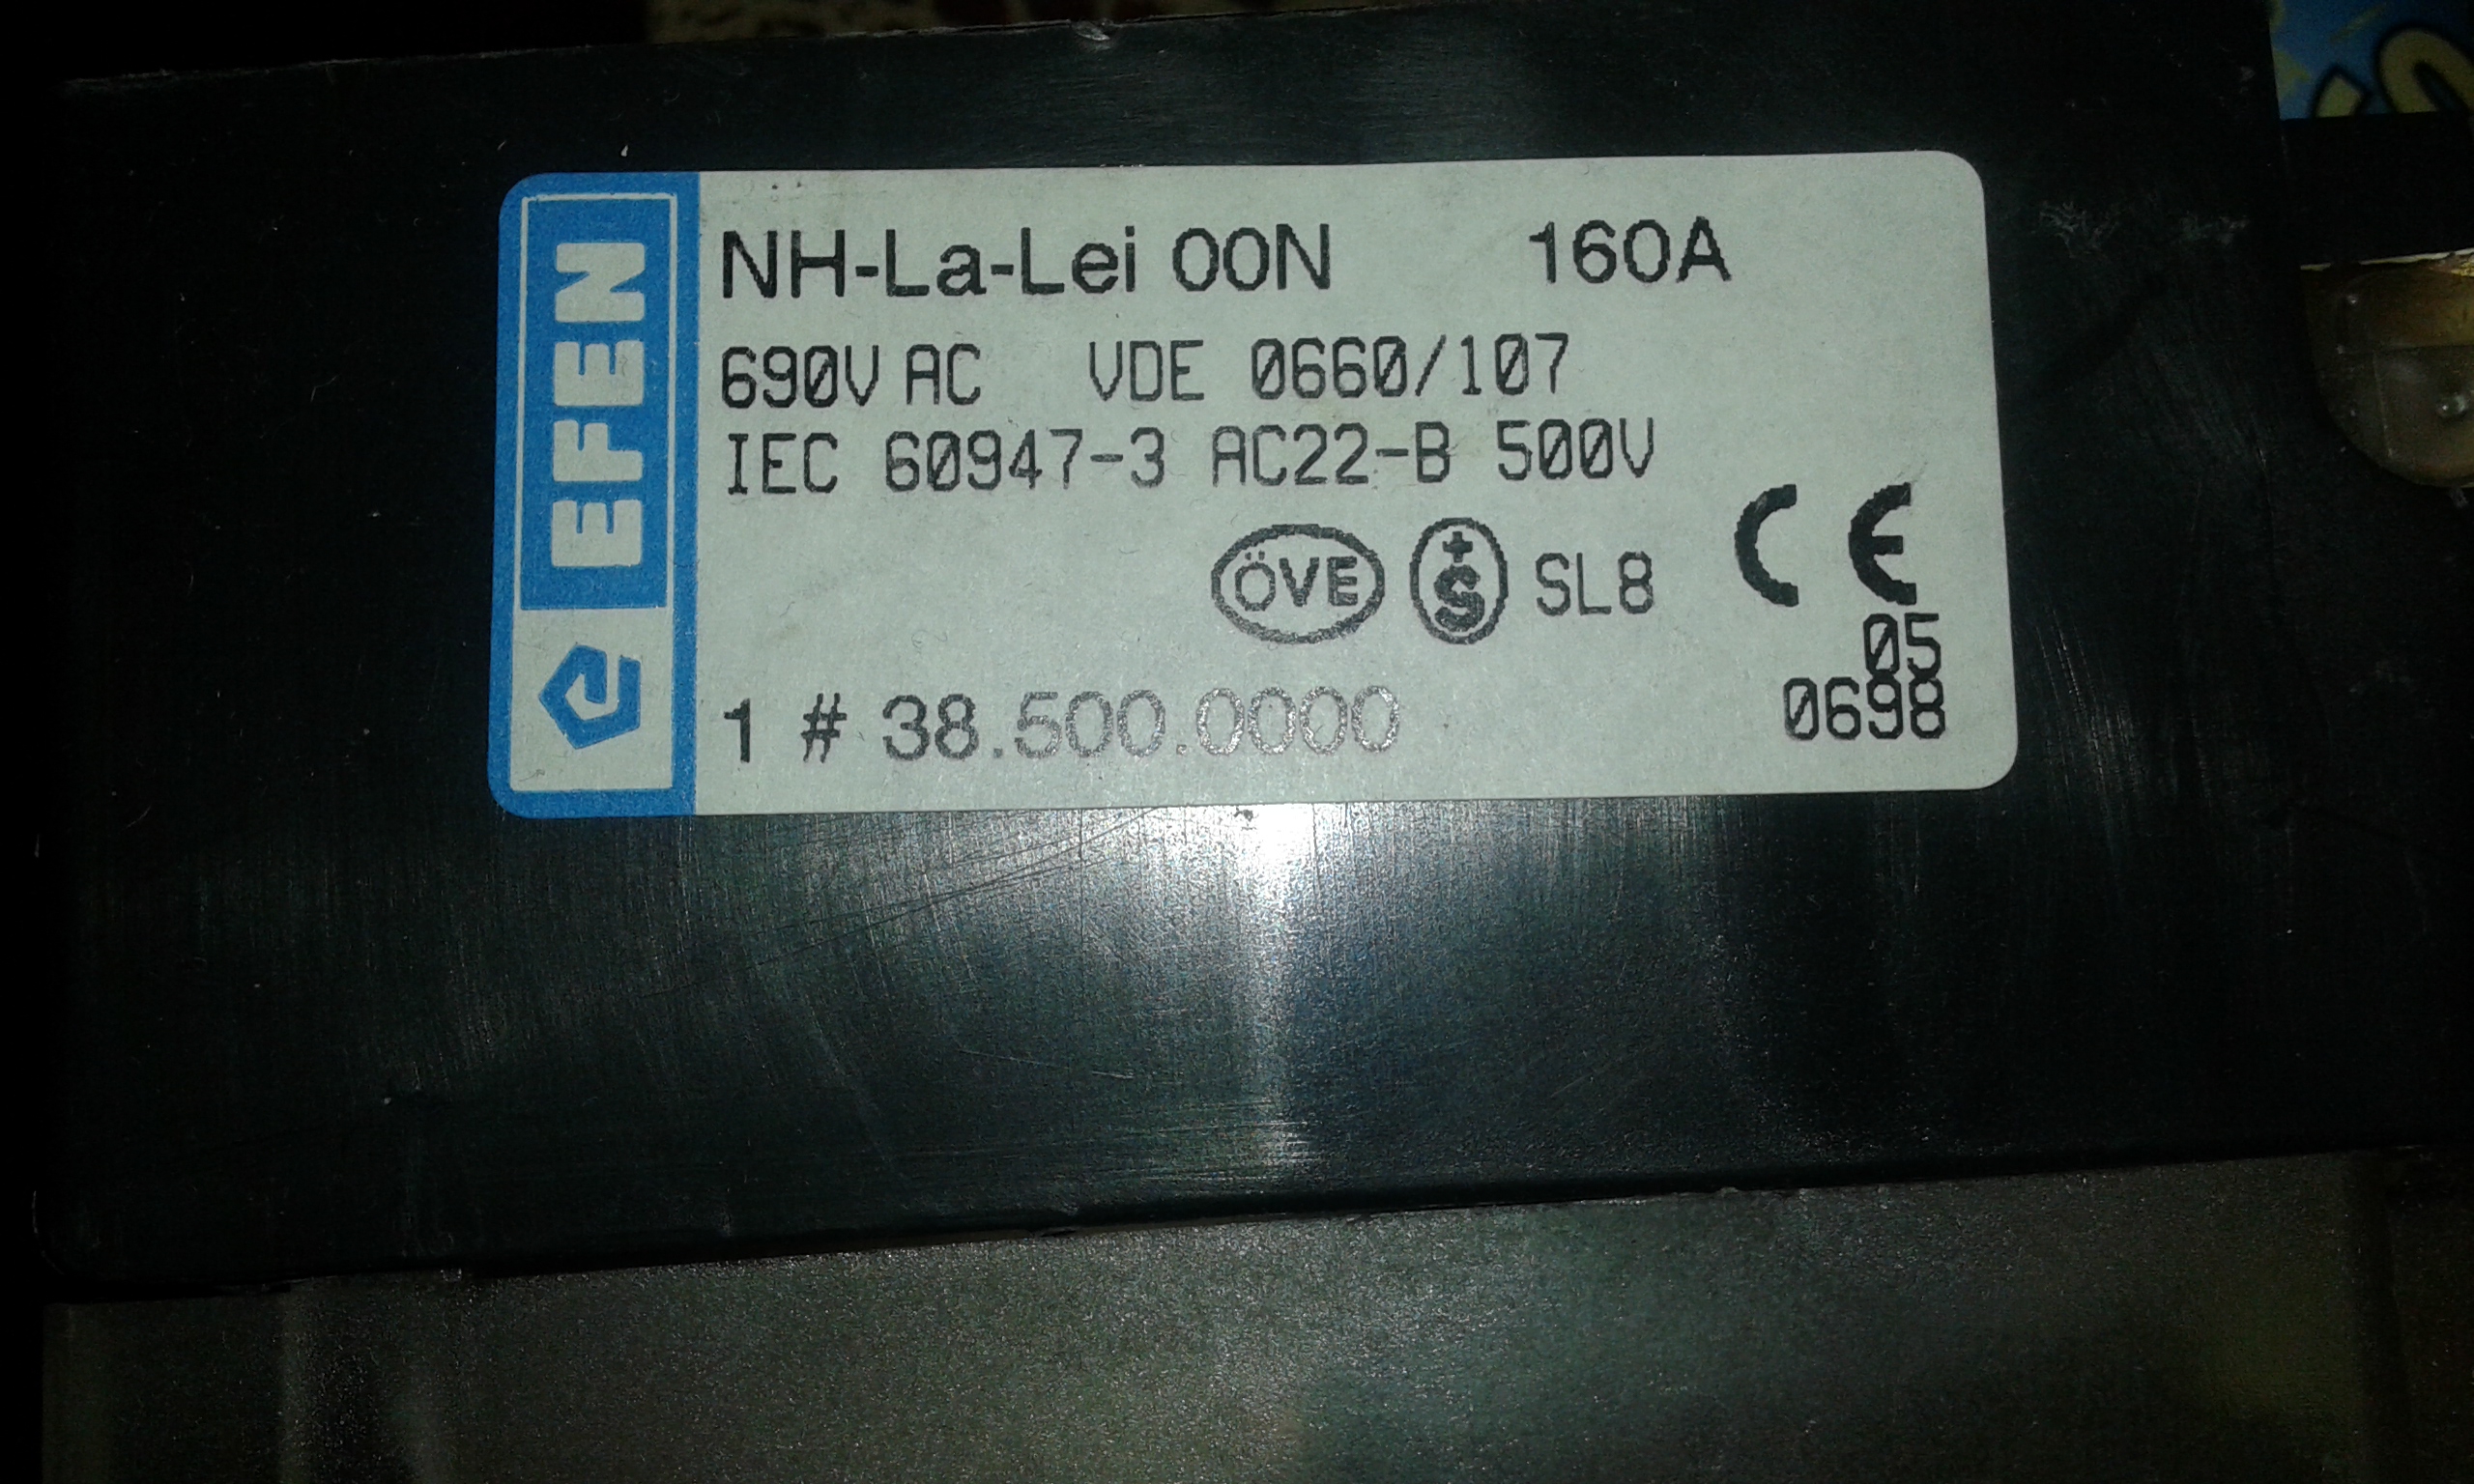 EFEN
NH-La-Lei 00N 160A
690V AC VDE 0660/107
IEC 60947-3 AC22-B 500V
ÖVE +S SL8 CE
05
1 # 38.500.0000 0698